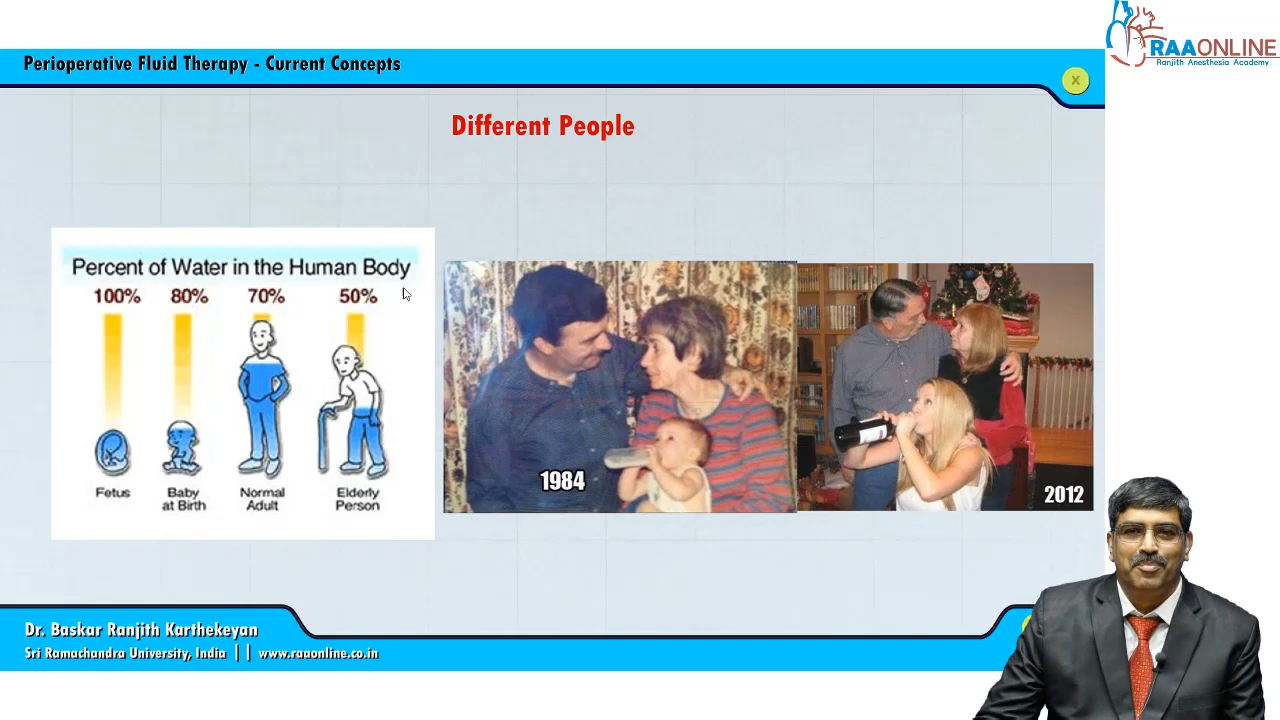 RAAONLINE
Ranjith Anesthesia Academy
Perioperative Fluid Therapy - Current Concepts
X
Different People
Percent of Water in the Human Body
100% 80% 70% 50%
Fetus
Baby
at Birth
Normal
Adult
Elderly
Person
1984
2012
Dr. Baskar Ranjith Karthekeyan
Sri Ramachandra University, India || www.raaonline.co.in